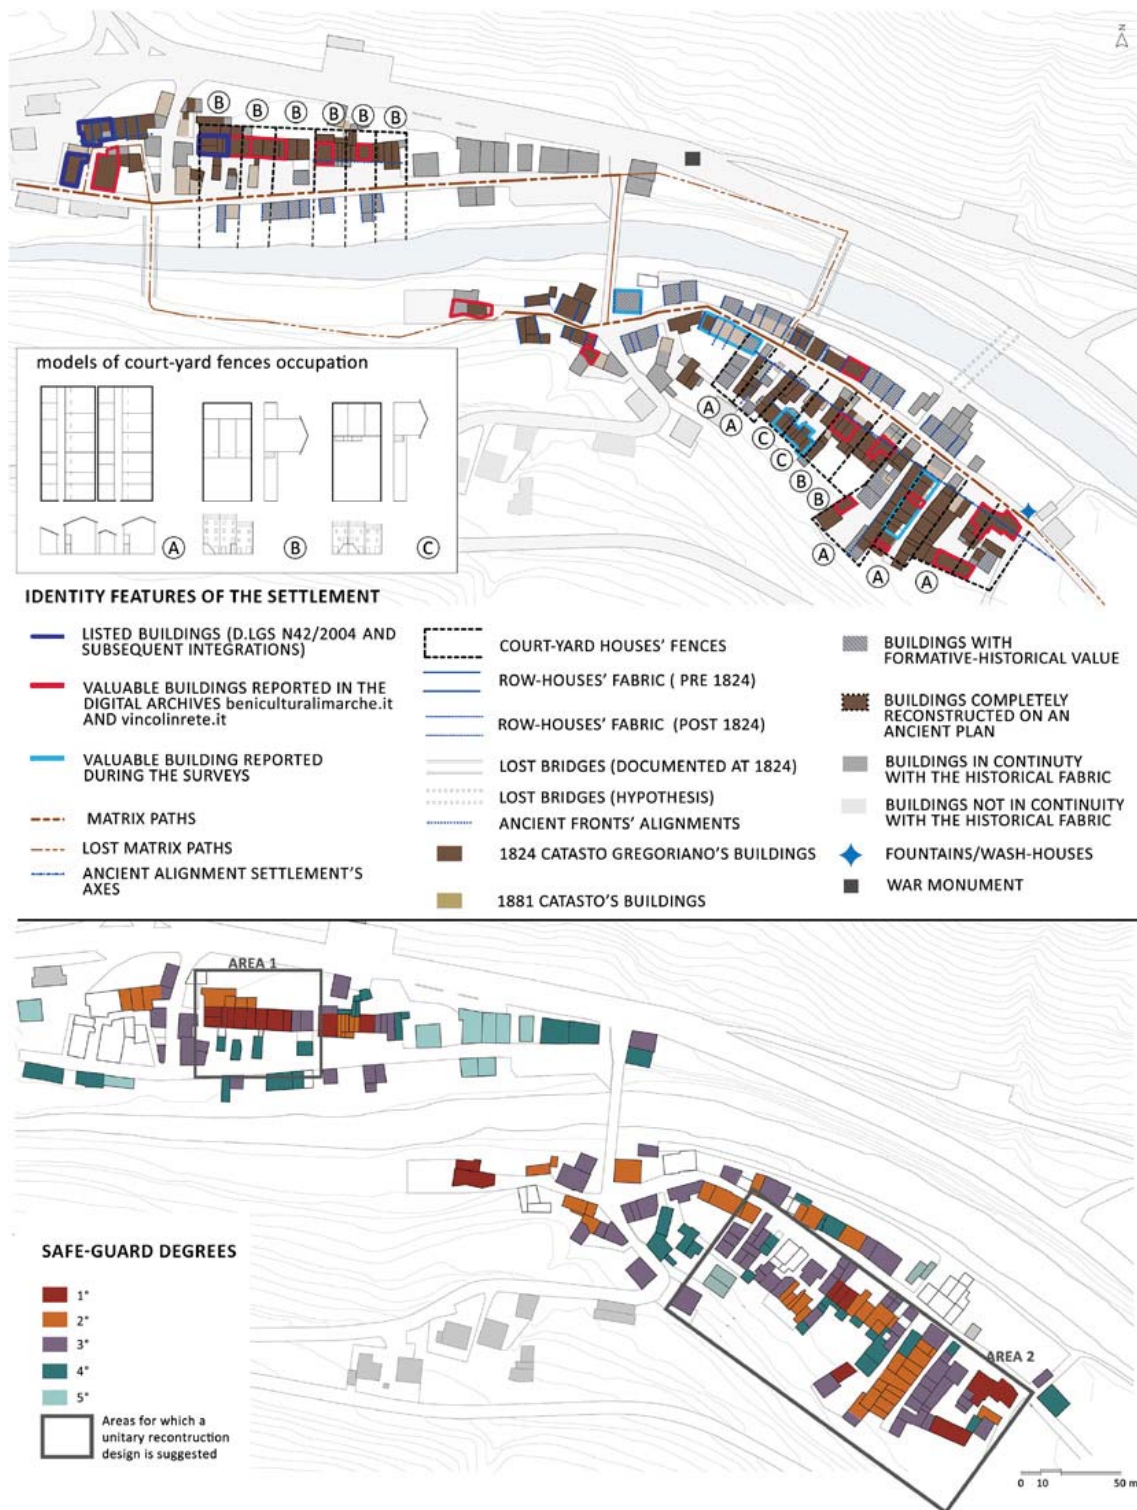 N
B
B
B
B
B
B
models of court-yard fences occupation
A
B
C
A
A
C
C
B
B
A
A
A
IDENTITY FEATURES OF THE SETTLEMENT
LISTED BUILDINGS (D.LGS N42/2004 AND
SUBSEQUENT INTEGRATIONS)
VALUABLE BUILDINGS REPORTED IN THE
DIGITAL ARCHIVES beniculturalimarche.it
AND vincolinrete.it
VALUABLE BUILDING REPORTED
DURING THE SURVEYS
MATRIX PATHS
LOST MATRIX PATHS
ANCIENT ALIGNMENT SETTLEMENT'S
AXES
COURT-YARD HOUSES' FENCES
ROW-HOUSES' FABRIC ( PRE 1824)
ROW-HOUSES' FABRIC (POST 1824)
LOST BRIDGES (DOCUMENTED AT 1824)
LOST BRIDGES (HYPOTHESIS)
ANCIENT FRONTS' ALIGNMENTS
1824 CATASTO GREGORIANO'S BUILDINGS
1881 CATASTO'S BUILDINGS
BUILDINGS WITH
FORMATIVE-HISTORICAL VALUE
BUILDINGS COMPLETELY
RECONSTRUCTED ON AN
ANCIENT PLAN
BUILDINGS IN CONTINUTY
WITH THE HISTORICAL FABRIC
BUILDINGS NOT IN CONTINUITY
WITH THE HISTORICAL FABRIC
FOUNTAINS/WASH-HOUSES
WAR MONUMENT
AREA 1
AREA 2
SAFE-GUARD DEGREES
1°
2°
3°
4°
5°
Areas for which a
unitary recontruction
design is suggested
0 10 50 m